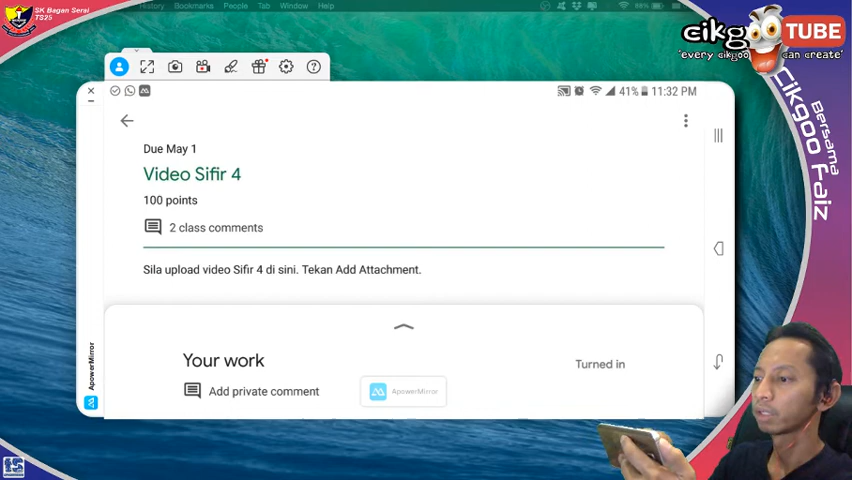 SK Bagan Serai
TS25
History Bookmarks People Tab Window Help
cikgoo TUBE
'every cikgoo can create'
Bersama
Cikgoo Faiz
41% 11:32 PM
Due May 1
Video Sifir 4
100 points
2 class comments
Sila upload video Sifir 4 di sini. Tekan Add Attachment.
Your work
Turned in
Add private comment
ApowerMirror
ApowerMirror